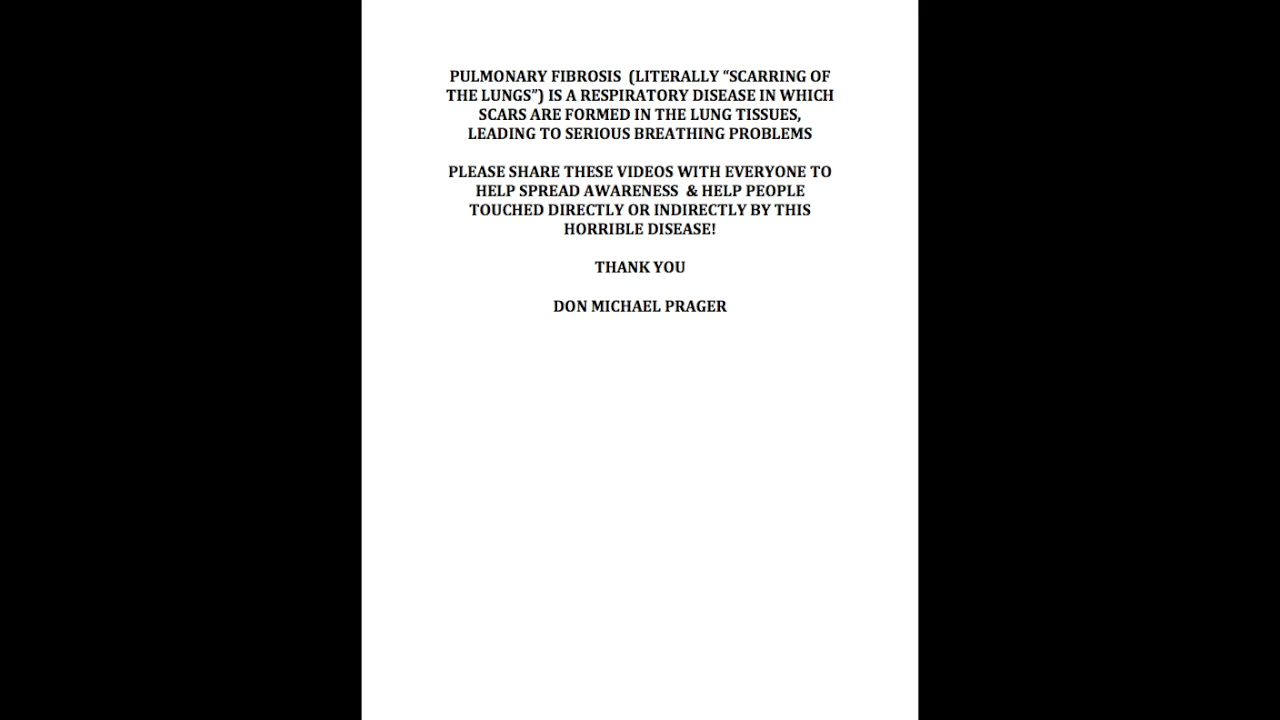 PULMONARY FIBROSIS  (LITERALLY “SCARRING OF
THE LUNGS”) IS A RESPIRATORY DISEASE IN WHICH
SCARS ARE FORMED IN THE LUNG TISSUES,
LEADING TO SERIOUS BREATHING PROBLEMS
PLEASE SHARE THESE VIDEOS WITH EVERYONE TO
HELP SPREAD AWARENESS  & HELP PEOPLE
TOUCHED DIRECTLY OR INDIRECTLY BY THIS
HORRIBLE DISEASE!
THANK YOU
DON MICHAEL PRAGER